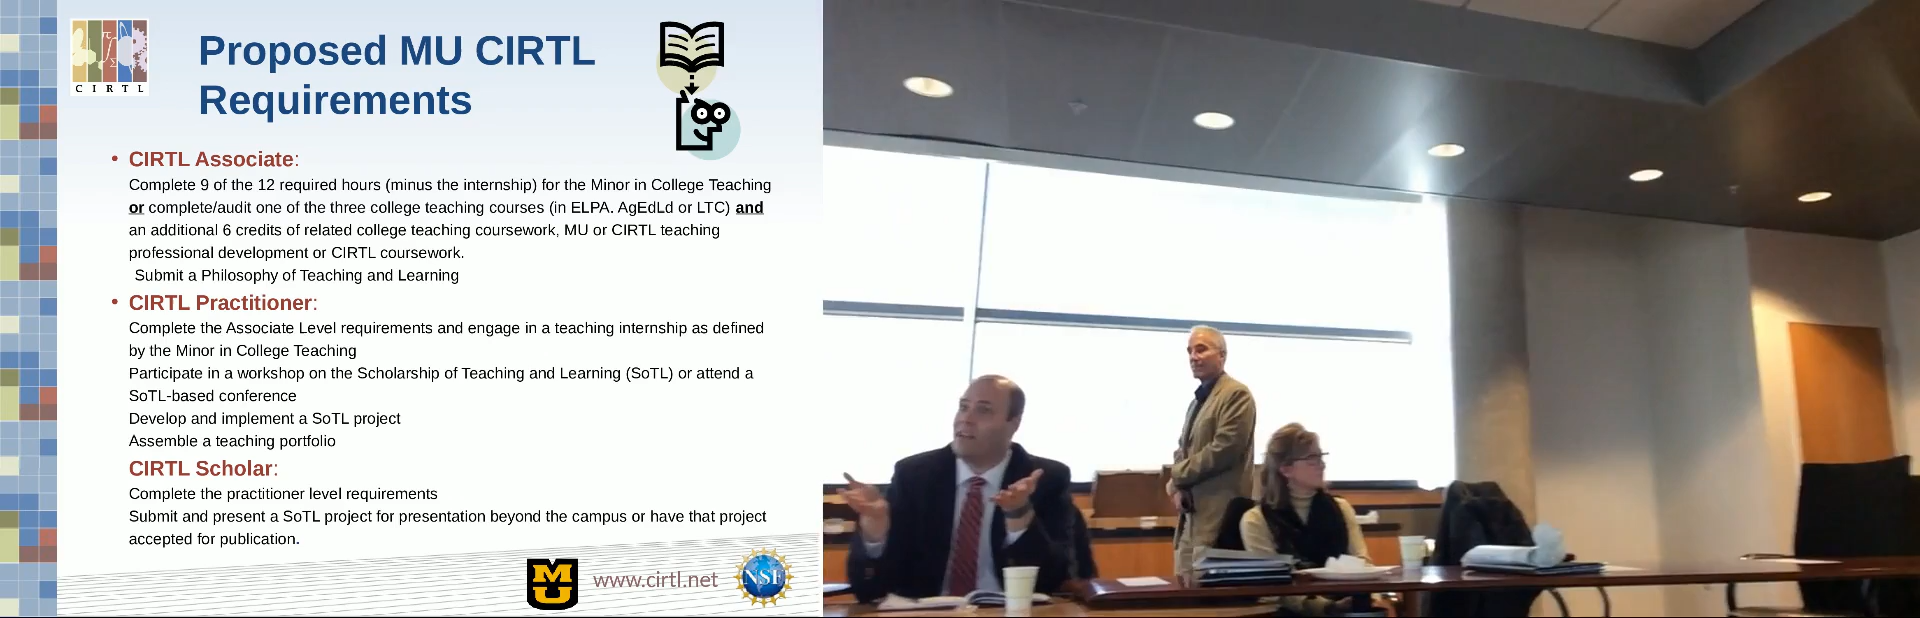 CIRTL
Proposed MU CIRTL
Requirements
• CIRTL Associate:
Complete 9 of the 12 required hours (minus the internship) for the Minor in College Teaching
or complete/audit one of the three college teaching courses (in ELPA. AgEdLd or LTC) and
an additional 6 credits of related college teaching coursework, MU or CIRTL teaching
professional development or CIRTL coursework.
Submit a Philosophy of Teaching and Learning
• CIRTL Practitioner:
Complete the Associate Level requirements and engage in a teaching internship as defined
by the Minor in College Teaching
Participate in a workshop on the Scholarship of Teaching and Learning (SoTL) or attend a
SoTL-based conference
Develop and implement a SoTL project
Assemble a teaching portfolio
CIRTL Scholar:
Complete the practitioner level requirements
Submit and present a SoTL project for presentation beyond the campus or have that project
accepted for publication.
MU www.cirtl.net NSF